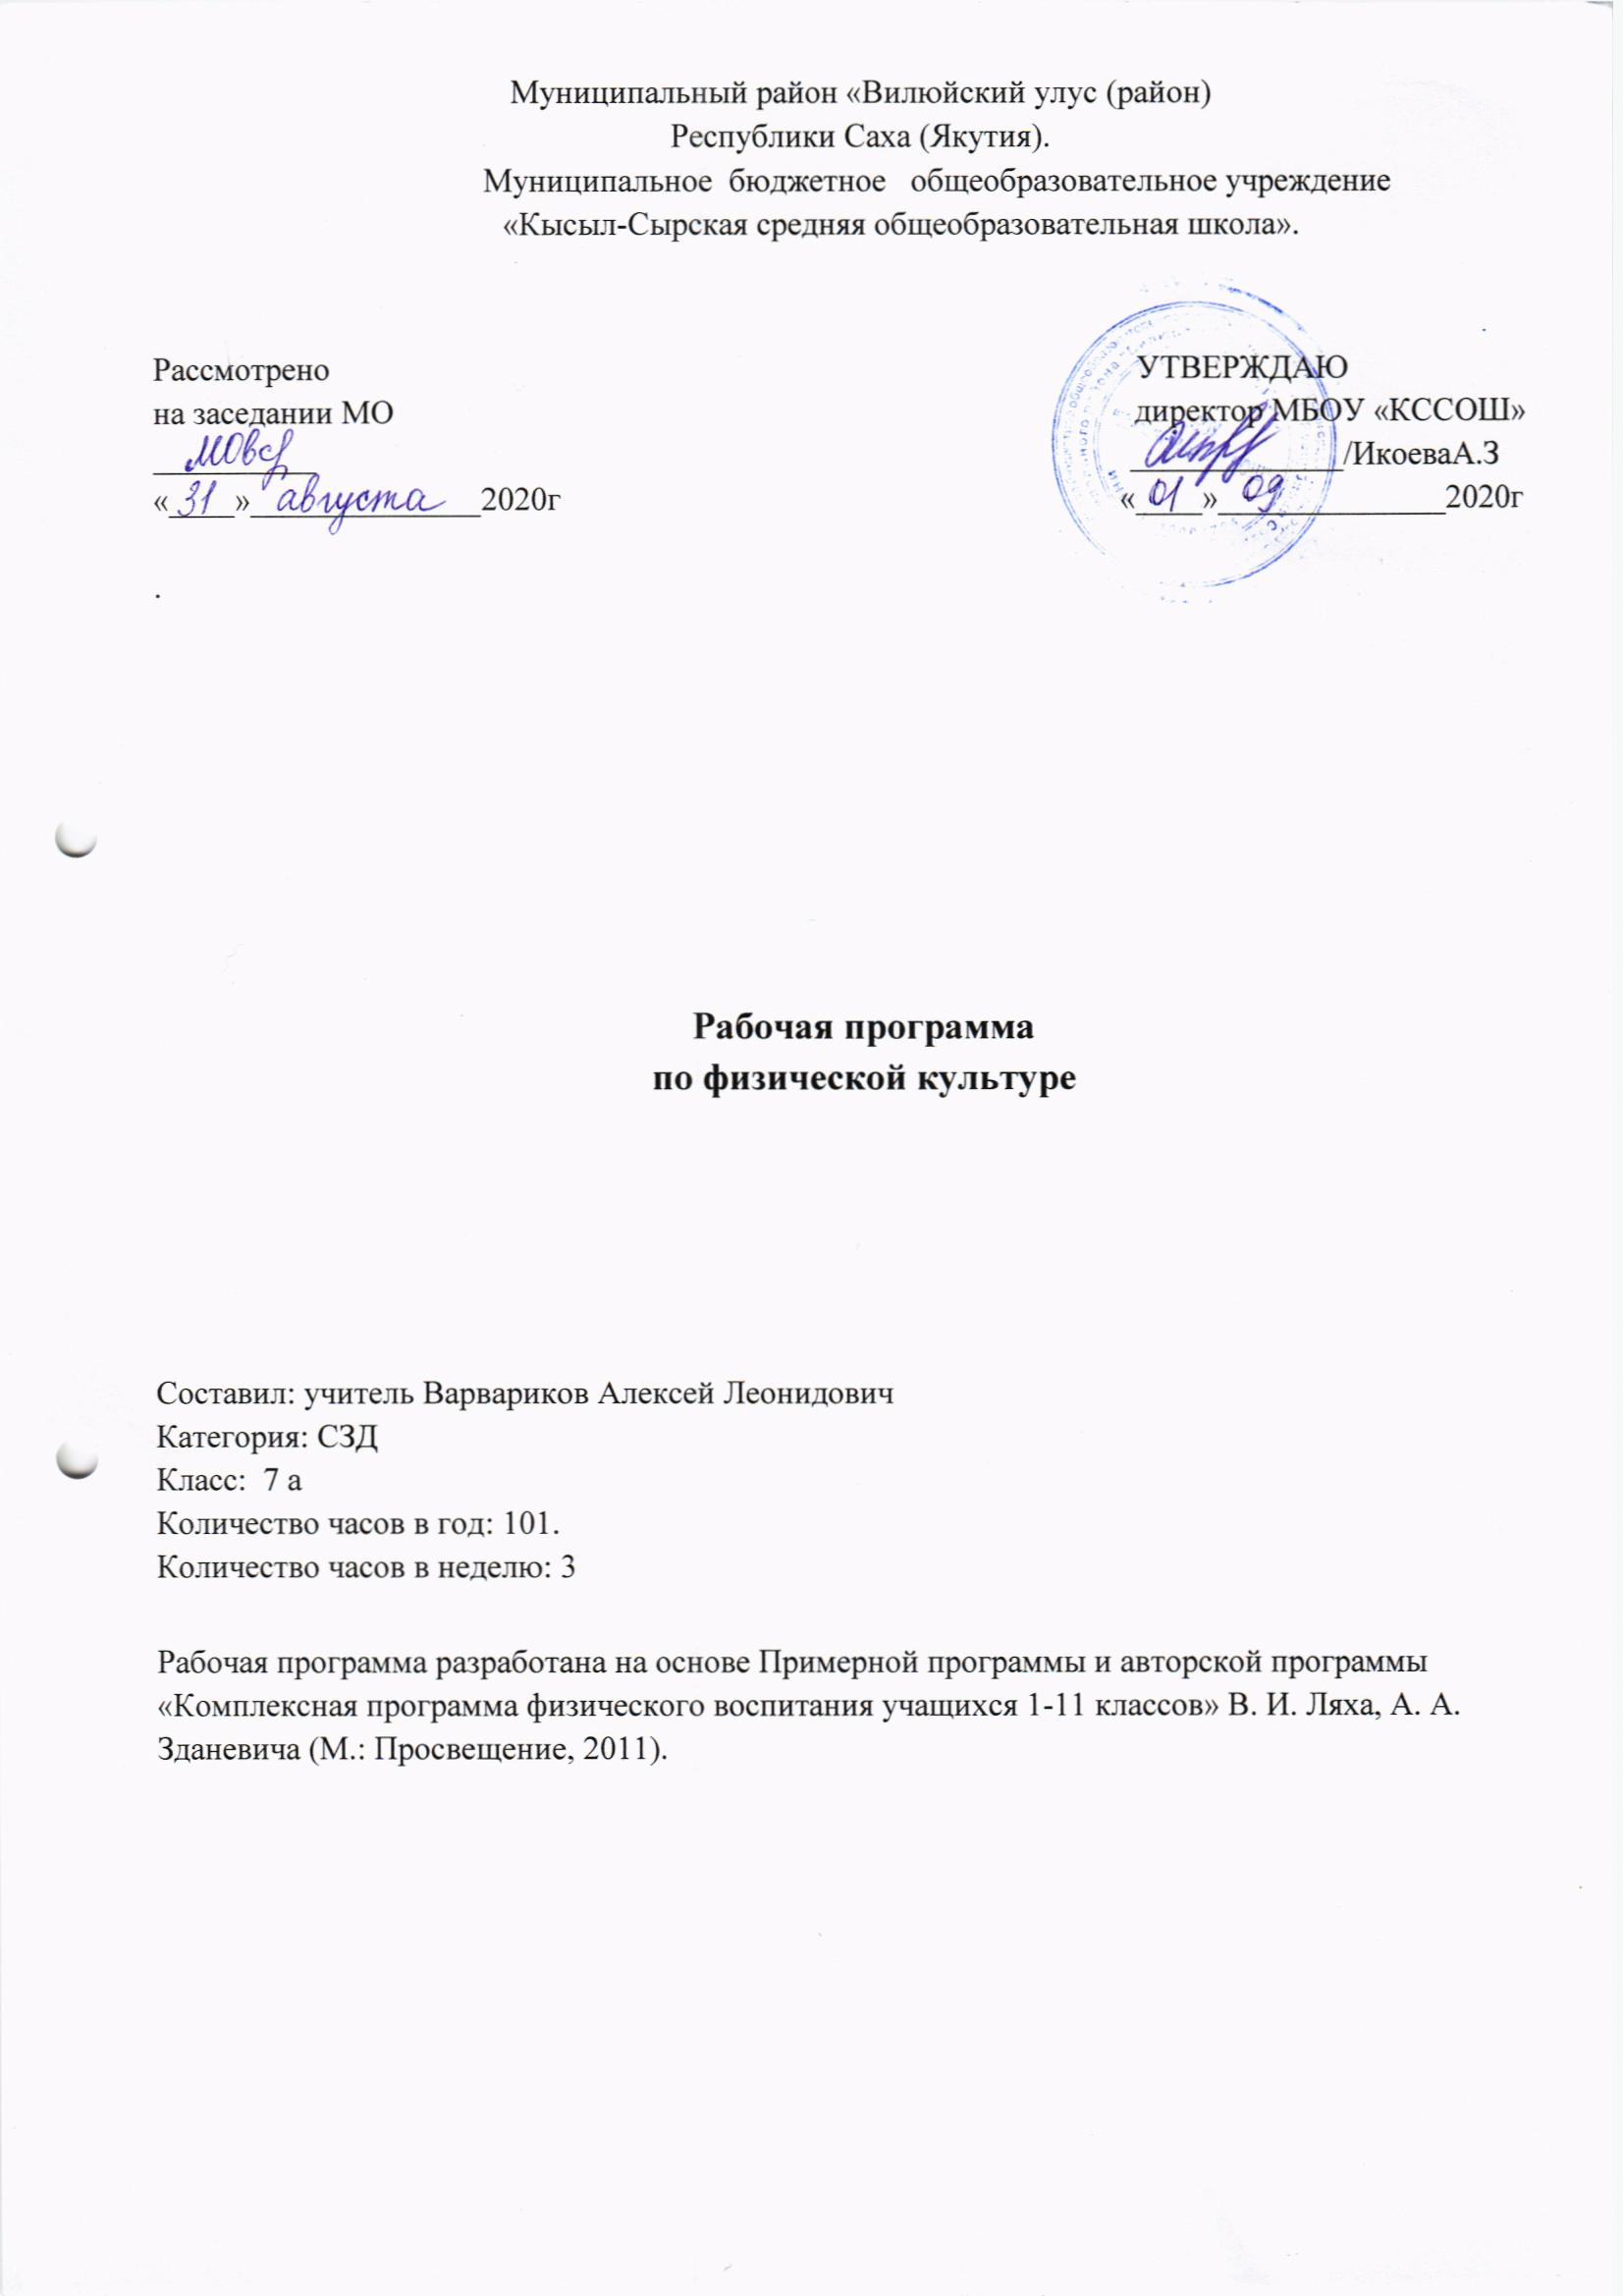 Муниципальный район «Вилюйский улус (район)
Республики Саха (Якутия).
Муниципальное бюджетное общеобразовательное учреждение
«Кысыл-Сырская средняя общеобразовательная школа».
Рассмотрено
на заседании МО
«31» августа 2020г
УТВЕРЖДАЮ
директор МБОУ «КССОШ»
/ИкоеваА.З
«01» 09 2020г
.
Рабочая программа
по физической культуре
Составил: учитель Варвариков Алексей Леонидович
Категория: СЗД
Класс: 7 а
Количество часов в год: 101.
Количество часов в неделю: 3
Рабочая программа разработана на основе Примерной программы и авторской программы
«Комплексная программа физического воспитания учащихся 1-11 классов» В. И. Ляха, А. А.
Зданевича (М.: Просвещение, 2011).